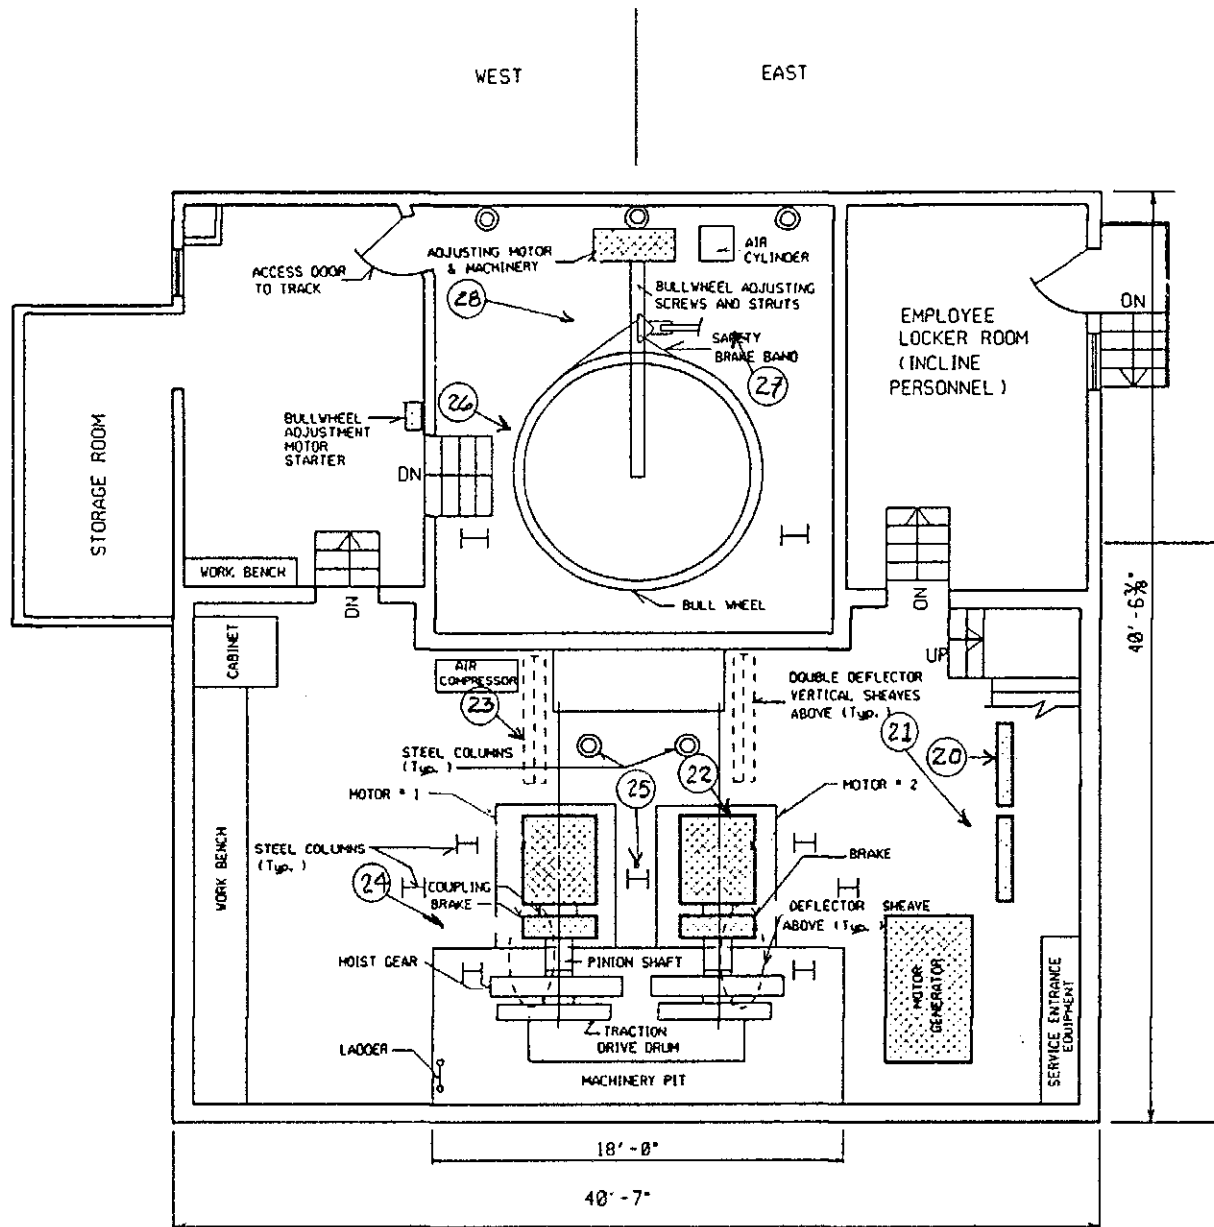 WEST
EAST
ACCESS DOOR
TO TRACK
ADJUSTING MOTOR
& MACHINERY
AIR
CYLINDER
28
BULLWHEEL ADJUSTING
SCREWS AND STRUTS
SAFETY
BRAKE BAND
27
EMPLOYEE
LOCKER ROOM
(INCLINE
PERSONNEL)
ON
26
BULLWHEEL
ADJUSTMENT
MOTOR
STARTER
DN
STORAGE ROOM
WORK BENCH
DN
BULL WHEEL
ON
40'-6⅞"
CABINET
AIR
COMPRESSOR
23
UP
DOUBLE DEFLECTOR
VERTICAL SHEAVES
ABOVE (Typ.)
21
20
STEEL COLUMNS
(Typ.)
25
22
MOTOR # 1
MOTOR # 2
STEEL COLUMNS
(Typ.)
24
COUPLING
BRAKE
BRAKE
DEFLECTOR SHEAVE
ABOVE (Typ.)
WORK BENCH
HOIST GEAR
PINION SHAFT
MOTOR
GENERATOR
SERVICE ENTRANCE
EQUIPMENT
TRACTION
DRIVE DRUM
LADDER
MACHINERY PIT
18'-0"
40'-7"